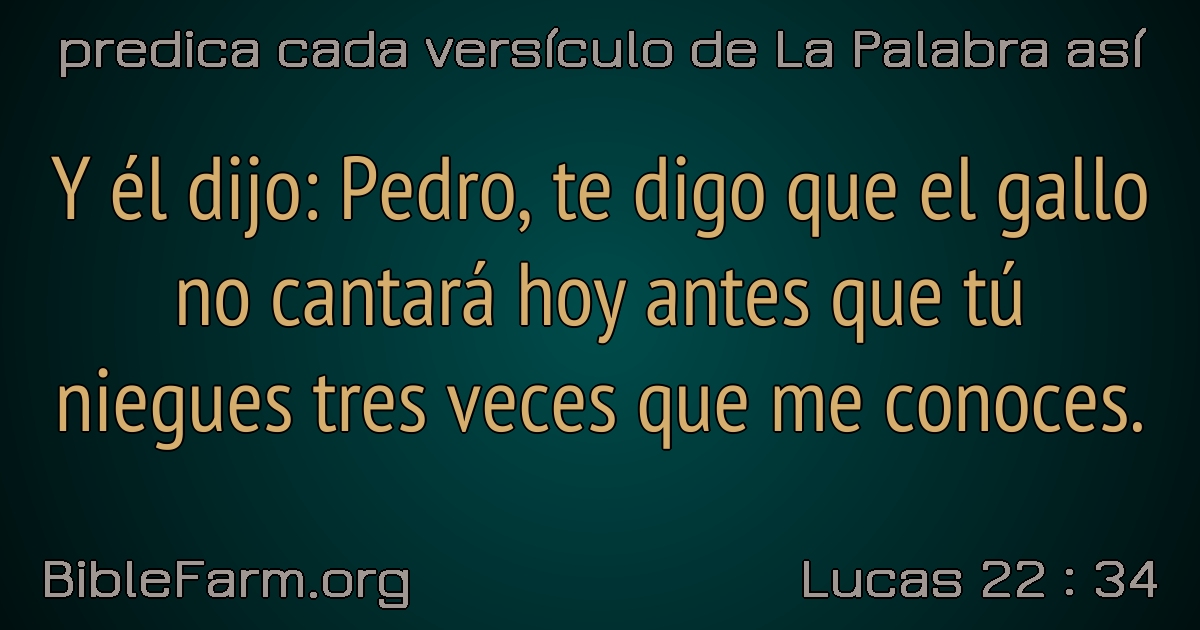 predica cada versículo de La Palabra así
Y él dijo: Pedro, te digo que el gallo
no cantará hoy antes que tú
niegues tres veces que me conoces.
BibleFarm.org
Lucas 22 : 34